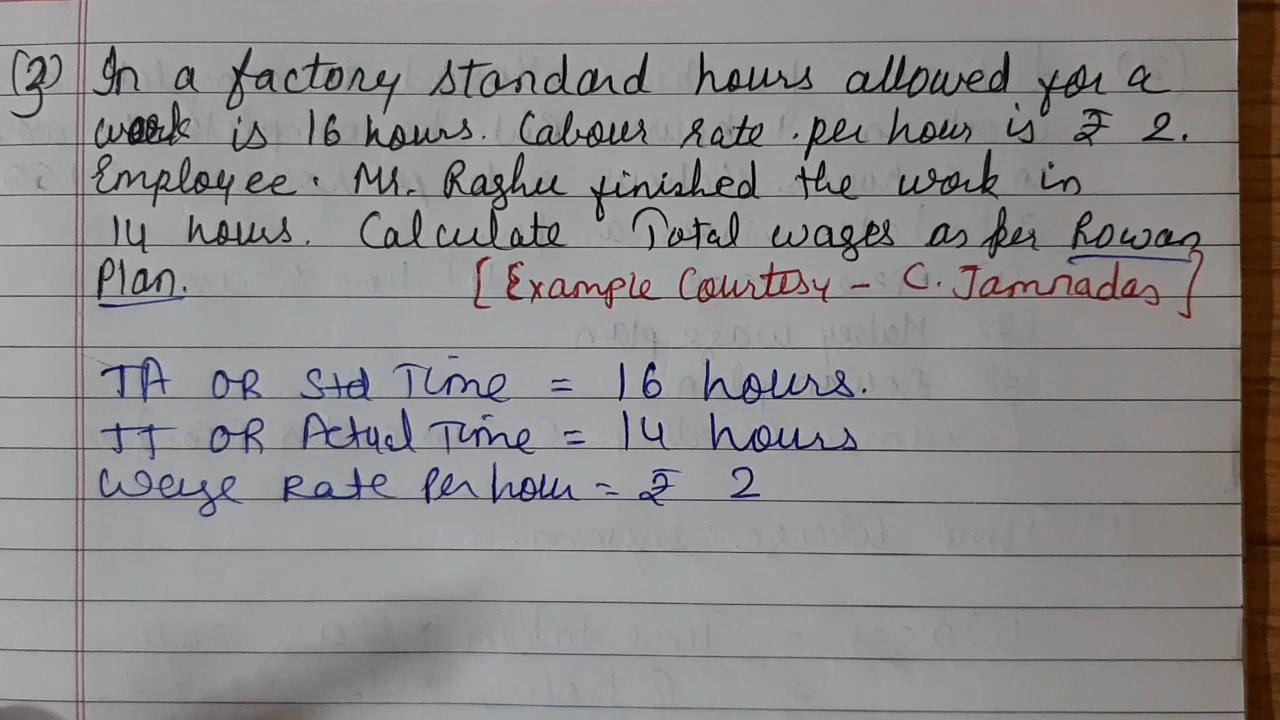 (3) In a factory standard hours allowed for a
work is 16 hours. Labour rate per hour is ₹ 2.
Employee. Mr. Raghu finished the work in
14 hours. Calculate Total wages as per Rowan
Plan.
[Example Courtesy - C. Jamnadas]
TA OR Std Time = 16 hours.
TT OR Actual Time = 14 hours
Wage Rate Per hour = ₹ 2